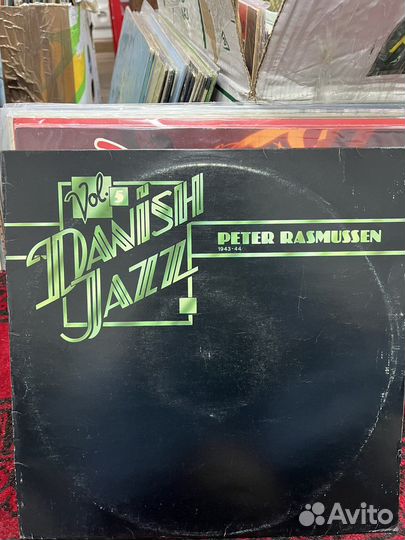 Vol. 5
DANISH
JAZZ
PETER RASMUSSEN
1943-44
Avito